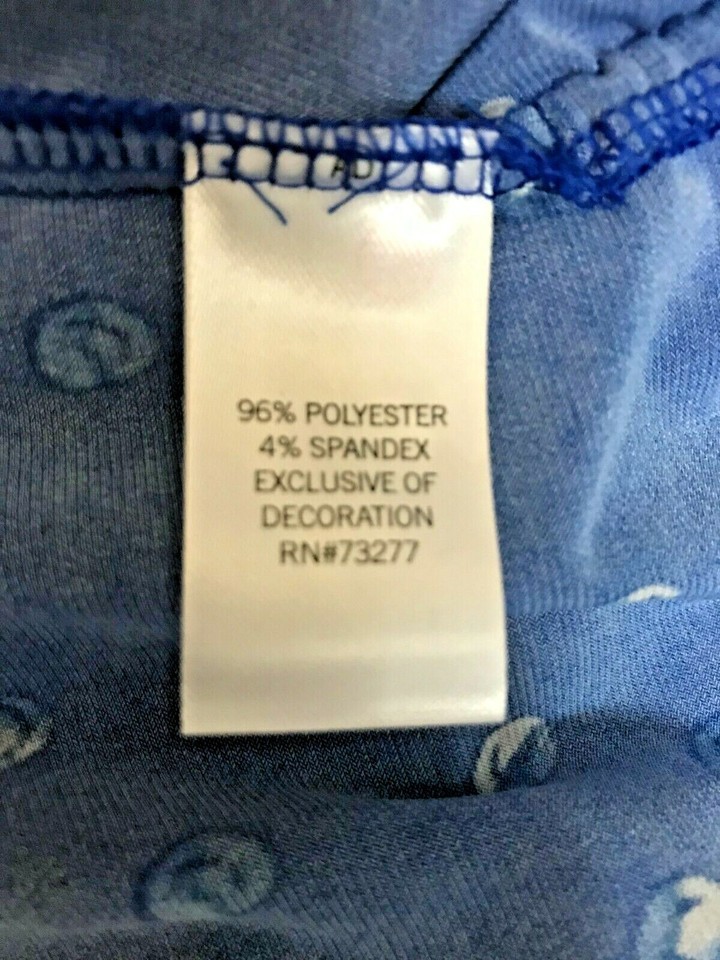 96% POLYESTER
4% SPANDEX
EXCLUSIVE OF
DECORATION
RN#73277